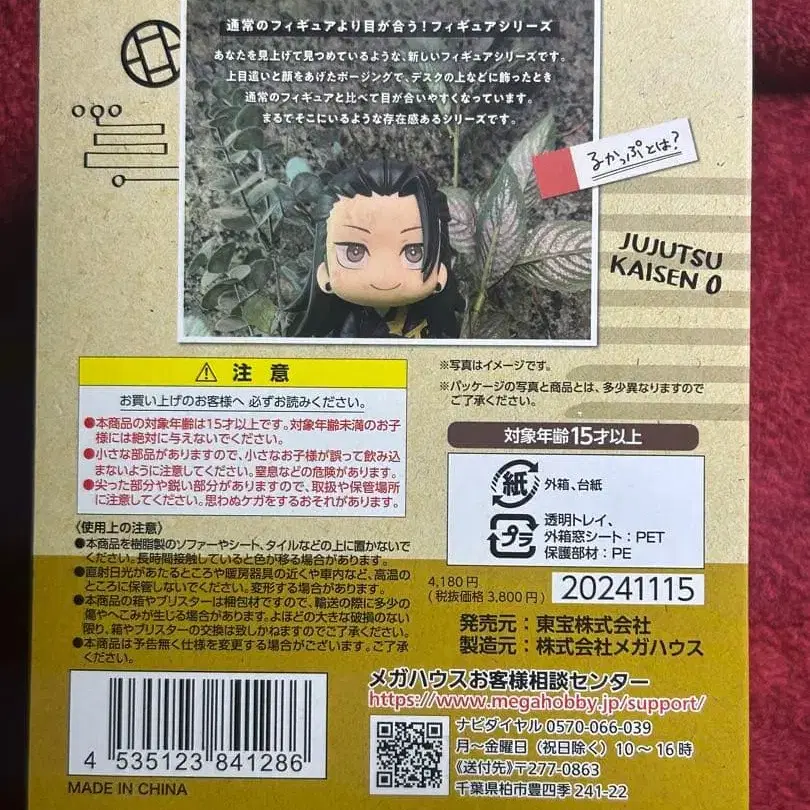 通常のフィギュアより目が合う!フィギュアシリーズ
あなたを見上げて見つめているような、新しいフィギュアシリーズです。
上目遣いと顔をあげたポージングで、デスクの上などに飾ったとき
通常のフィギュアと比べて目が合いやすくなっています。
まるでそこにいるような存在感あるシリーズです。
るかっぷとは?
JUJUTSU
KAISEN 0
※写真はイメージです。
※パッケージの写真と商品とは、多少異なりますので
ご了承ください。
注意
お買い上げのお客様へ 必ずお読みください。
●本商品の対象年齢は15才以上です。対象年齢未満のお子
様には絶対に与えないでください。
●小さな部品がありますので、小さなお子様が誤って飲み込
まないように注意してください。窒息などの危険があります。
●尖った部分や鋭い部分がありますので、取扱や保管場所
に注意してください。思わぬケガをするおそれがあります。
〈使用上の注意〉
●本商品を樹脂製のソファーやシート、タイルなどの上に置かないで
ください。長時間接触していると色が移る場合があります。
●直射日光があたるところや暖房器具の近くや車内など、高温の
ところに保管しないでください。変形する場合があります。
●本商品の箱やブリスターは梱包材ですので、輸送の際に多少の
傷やへこみが生じる場合があります。よほどの大きな破損のない
限り、箱やブリスターの交換は致しかねますのでご了承ください。
●本商品は予告無く仕様を変更する場合がございます。ご了承
ください。
対象年齢15才以上
紙
外箱、台紙
プラ
透明トレイ、
外箱窓シート:PET
保護部材:PE
4,180円
(税抜価格3,800円)
20241115
発売元:東宝株式会社
製造元:株式会社メガハウス
メガハウスお客様相談センター
https://www.megahobby.jp/support/
ナビダイヤル 0570-066-039
月~金曜日(祝日除く)10~16時
《送付先》〒277-0863
千葉県柏市豊四季241-22
4 535123 841286
MADE IN CHINA